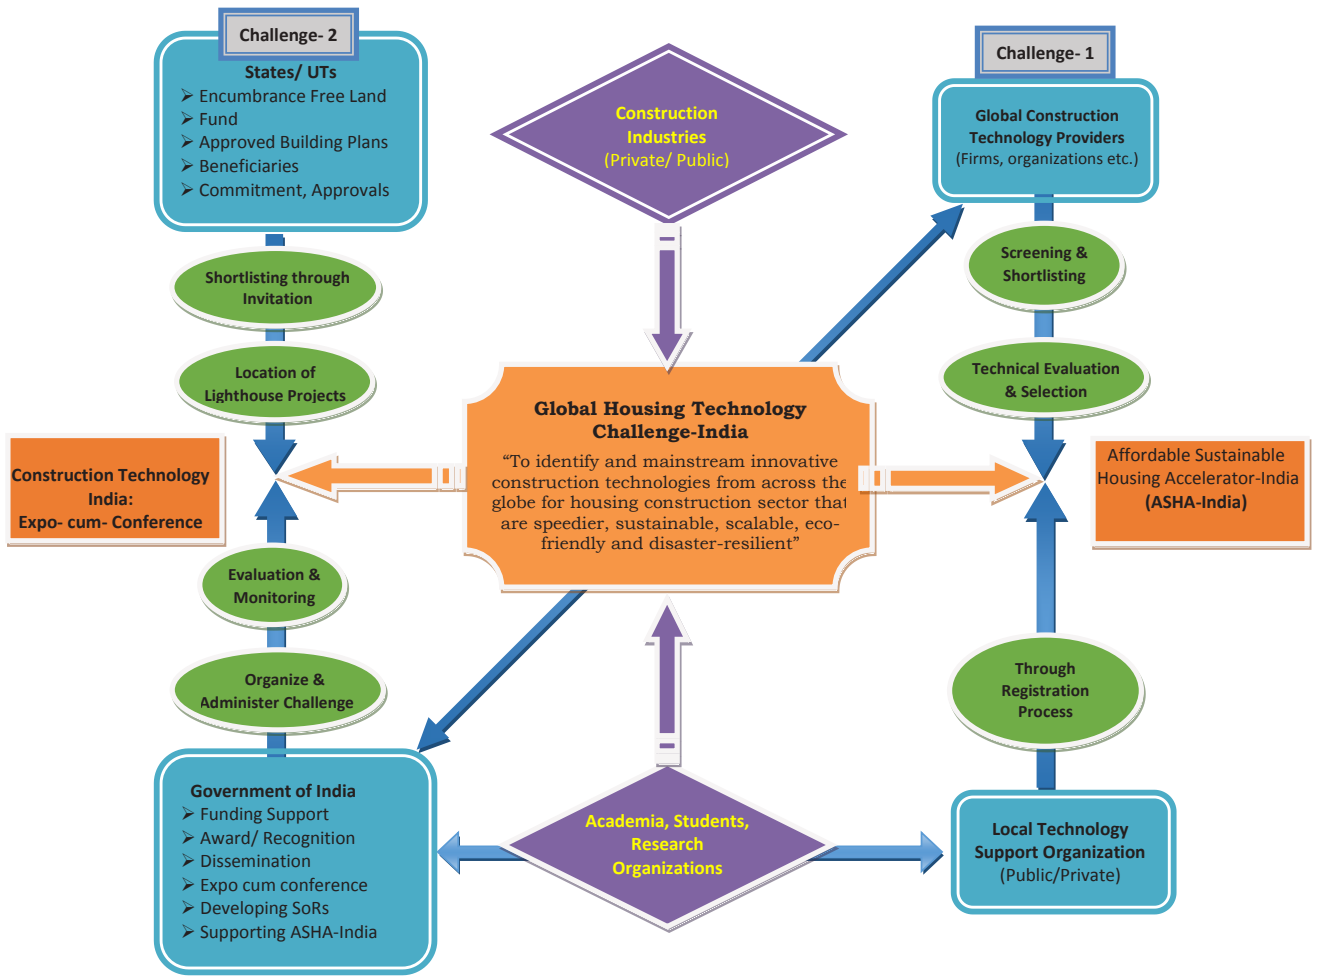 Challenge- 2
States/ UTs
➢ Encumbrance Free Land
➢ Fund
➢ Approved Building Plans
➢ Beneficiaries
➢ Commitment, Approvals
Shortlisting through
Invitation
Location of
Lighthouse Projects
Construction Technology
India:
Expo- cum- Conference
Evaluation &
Monitoring
Organize &
Administer Challenge
Government of India
➢ Funding Support
➢ Award/ Recognition
➢ Dissemination
➢ Expo cum conference
➢ Developing SoRs
➢ Supporting ASHA-India
Construction
Industries
(Private/ Public)
Global Housing Technology
Challenge-India
“To identify and mainstream innovative
construction technologies from across the
globe for housing construction sector that
are speedier, sustainable, scalable, eco-
friendly and disaster-resilient”
Academia, Students,
Research
Organizations
Challenge- 1
Global Construction
Technology Providers
(Firms, organizations etc.)
Screening &
Shortlisting
Technical Evaluation
& Selection
Affordable Sustainable
Housing Accelerator-India
(ASHA-India)
Through
Registration
Process
Local Technology
Support Organization
(Public/Private)